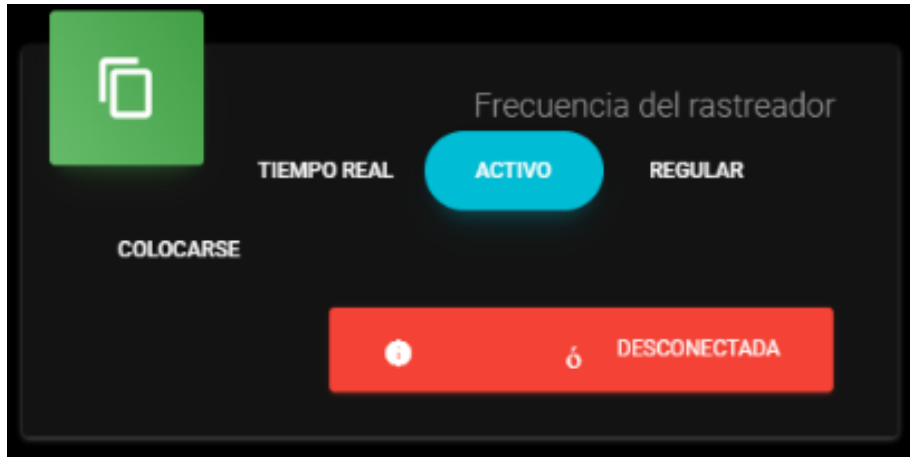 Frecuencia del rastreador
TIEMPO REAL ACTIVO REGULAR
COLOCARSE
ó DESCONECTADA